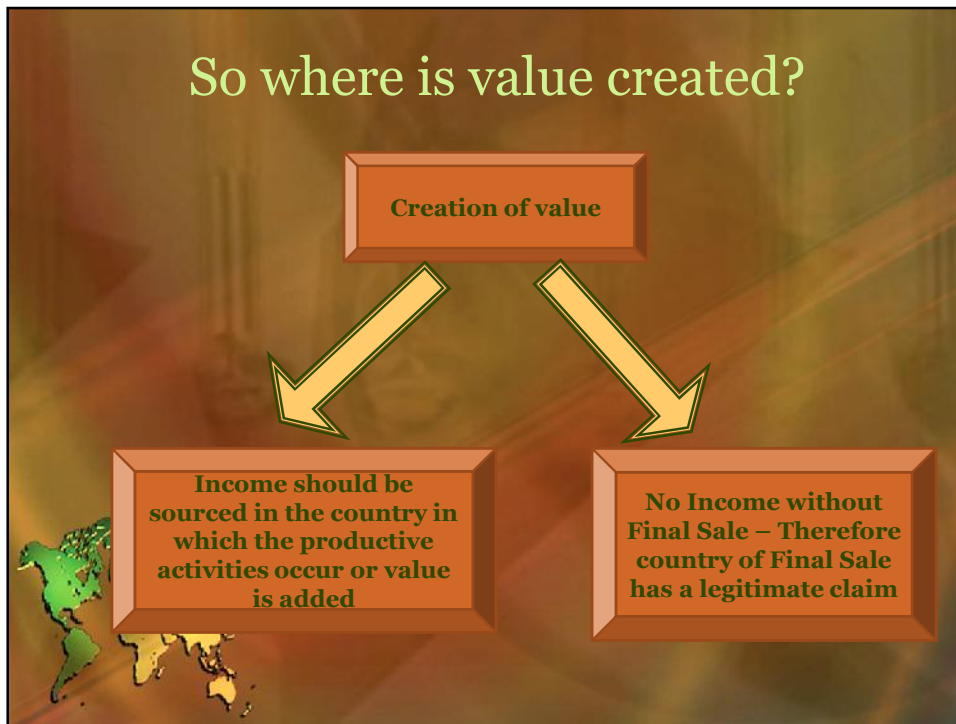 So where is value created?
Creation of value
Income should be
sourced in the country in
which the productive
activities occur or value
is added
No Income without
Final Sale – Therefore
country of Final Sale
has a legitimate claim